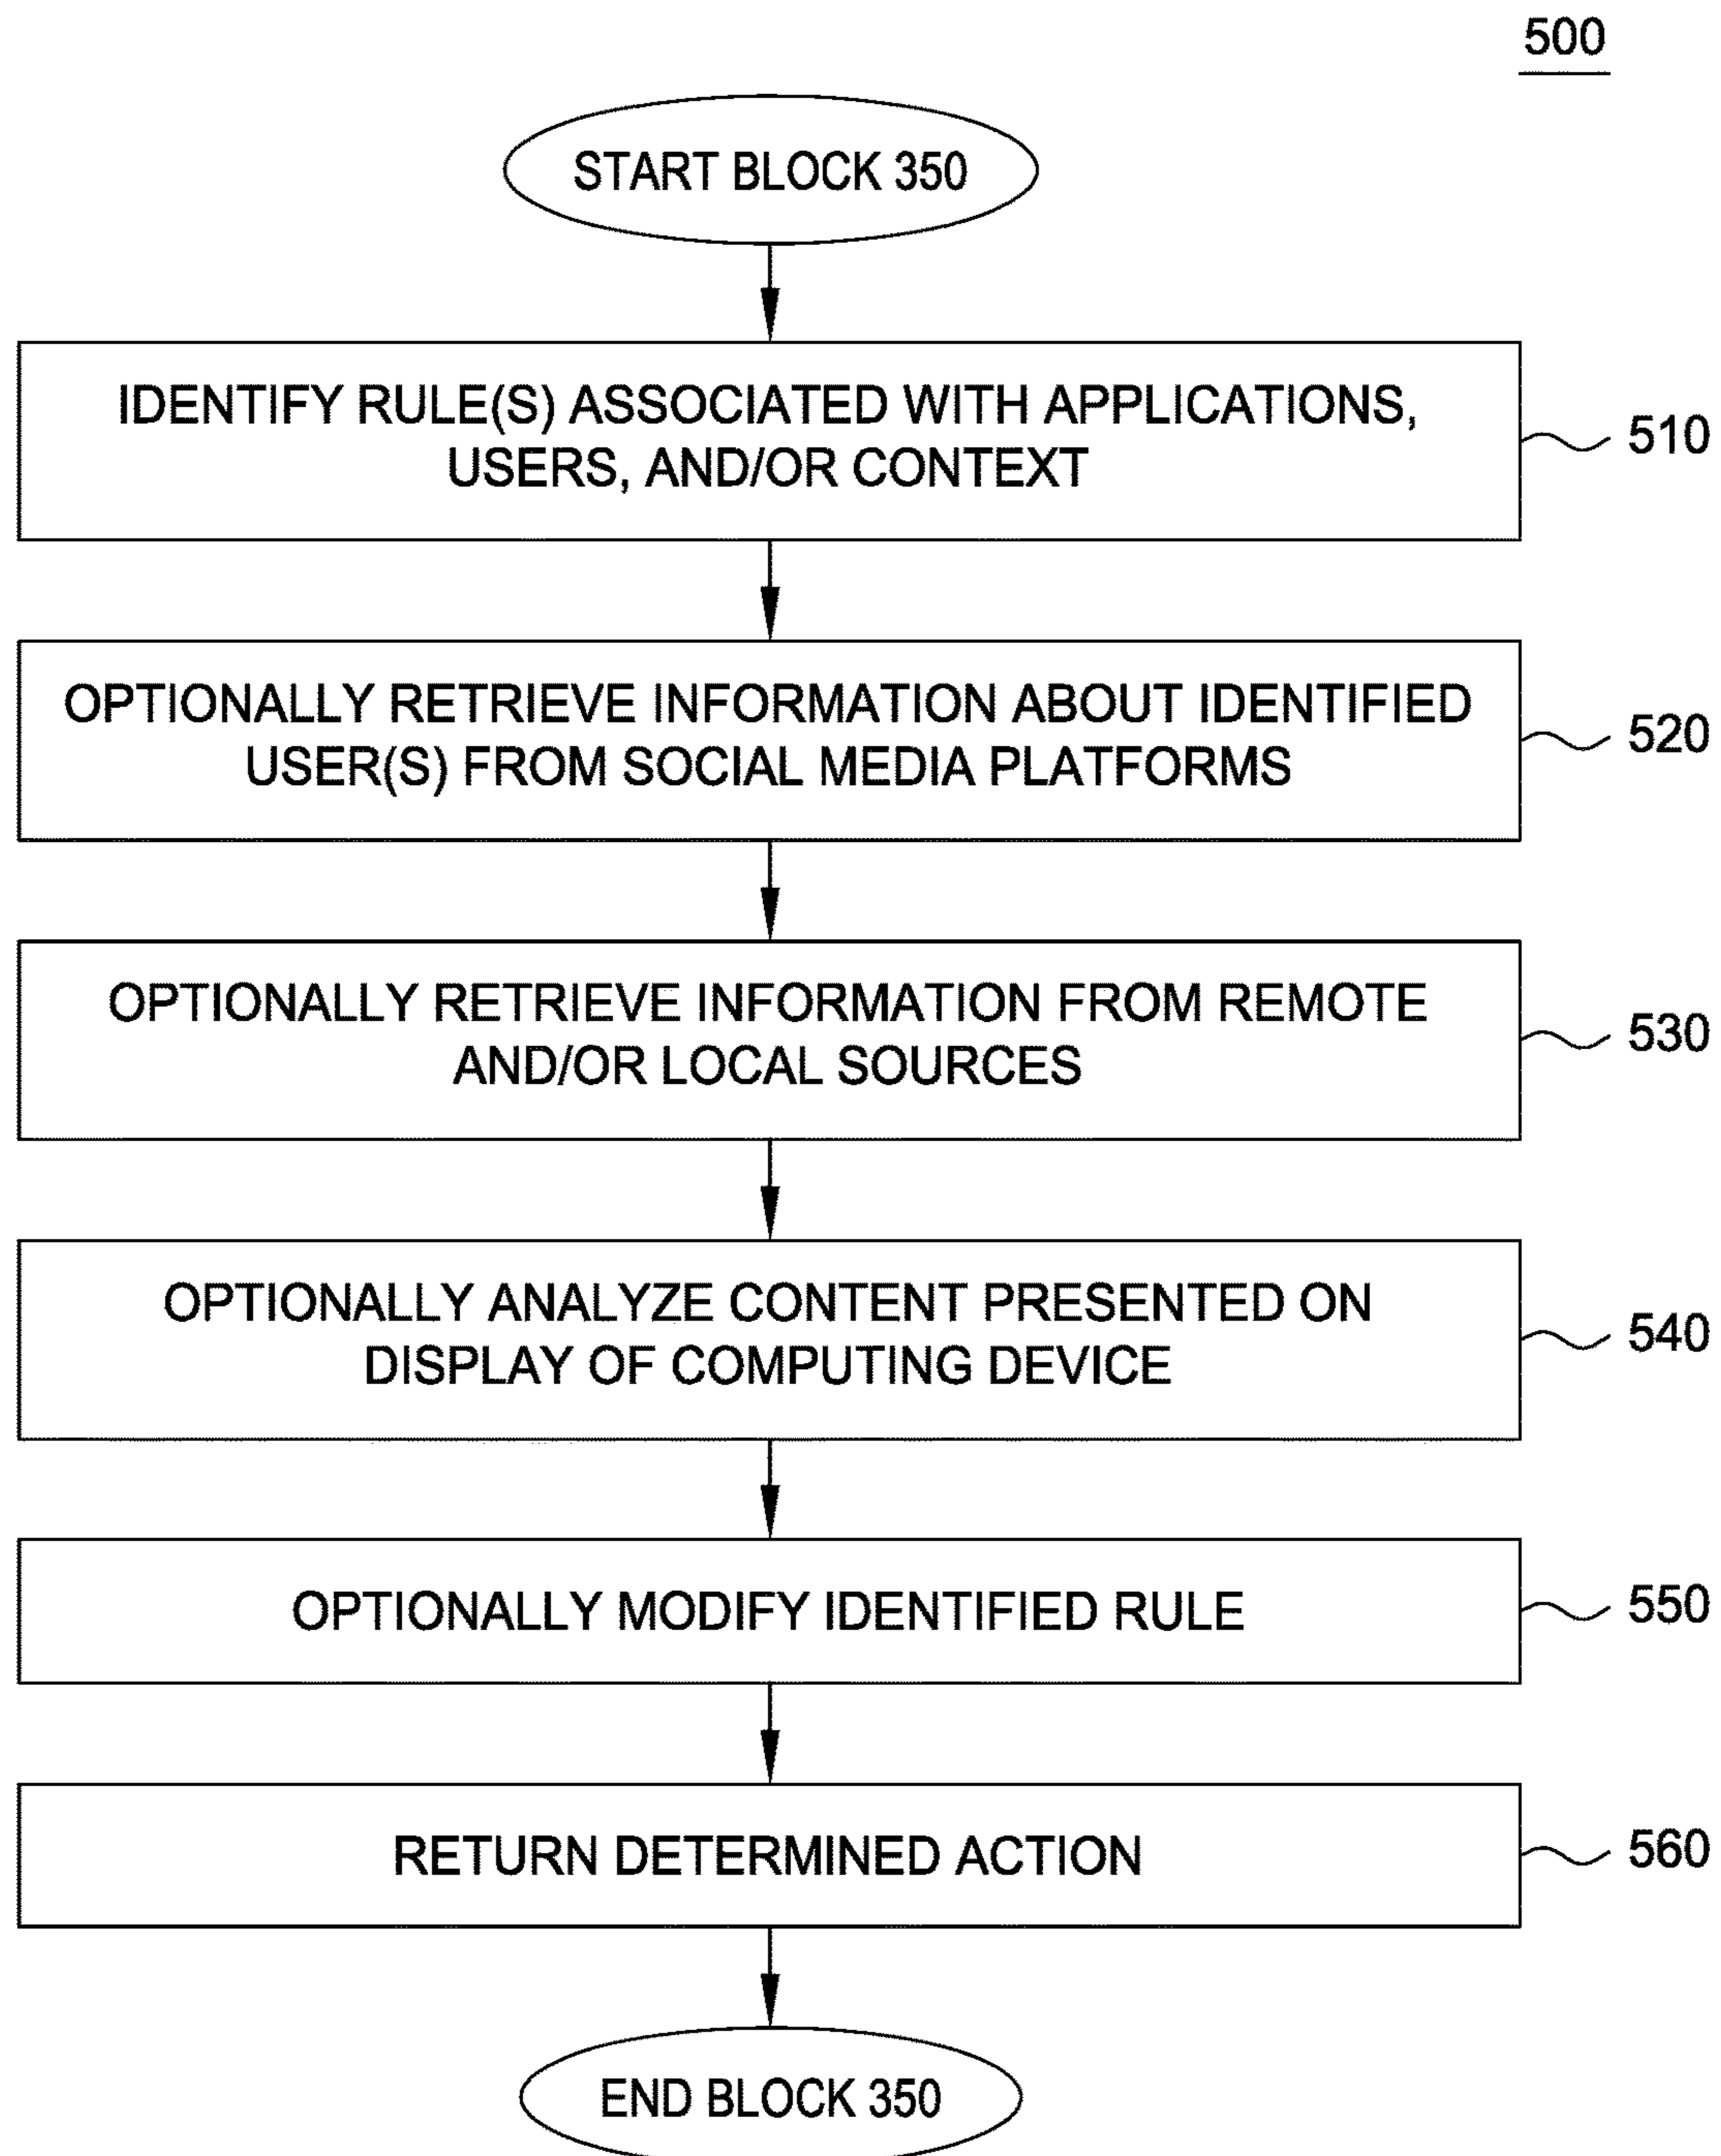 500
START BLOCK 350
IDENTIFY RULE(S) ASSOCIATED WITH APPLICATIONS,
USERS, AND/OR CONTEXT
510
OPTIONALLY RETRIEVE INFORMATION ABOUT IDENTIFIED
USER(S) FROM SOCIAL MEDIA PLATFORMS
520
OPTIONALLY RETRIEVE INFORMATION FROM REMOTE
AND/OR LOCAL SOURCES
530
OPTIONALLY ANALYZE CONTENT PRESENTED ON
DISPLAY OF COMPUTING DEVICE
540
OPTIONALLY MODIFY IDENTIFIED RULE
550
RETURN DETERMINED ACTION
560
END BLOCK 350